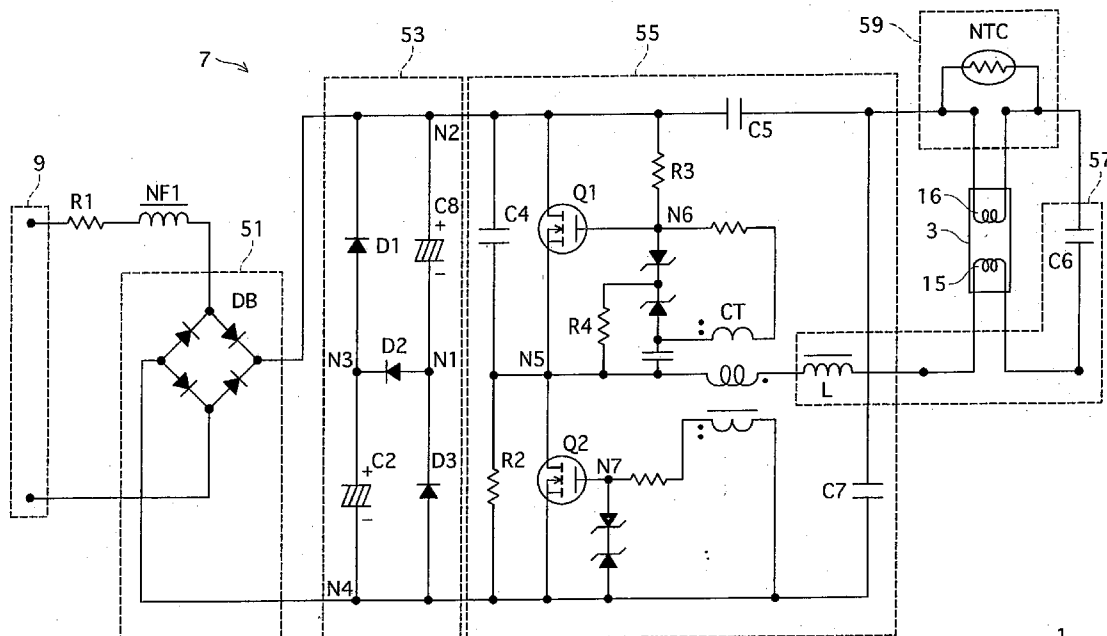 7
53
55
59
NTC
9
R1
NF1
51
DB
N2
C8
+
-
D1
N3
D2
N1
C2
+
-
D3
N4
C4
R2
Q1
R3
C5
N6
R4
CT
N5
L
Q2
N7
C7
57
16
3
15
C6
1